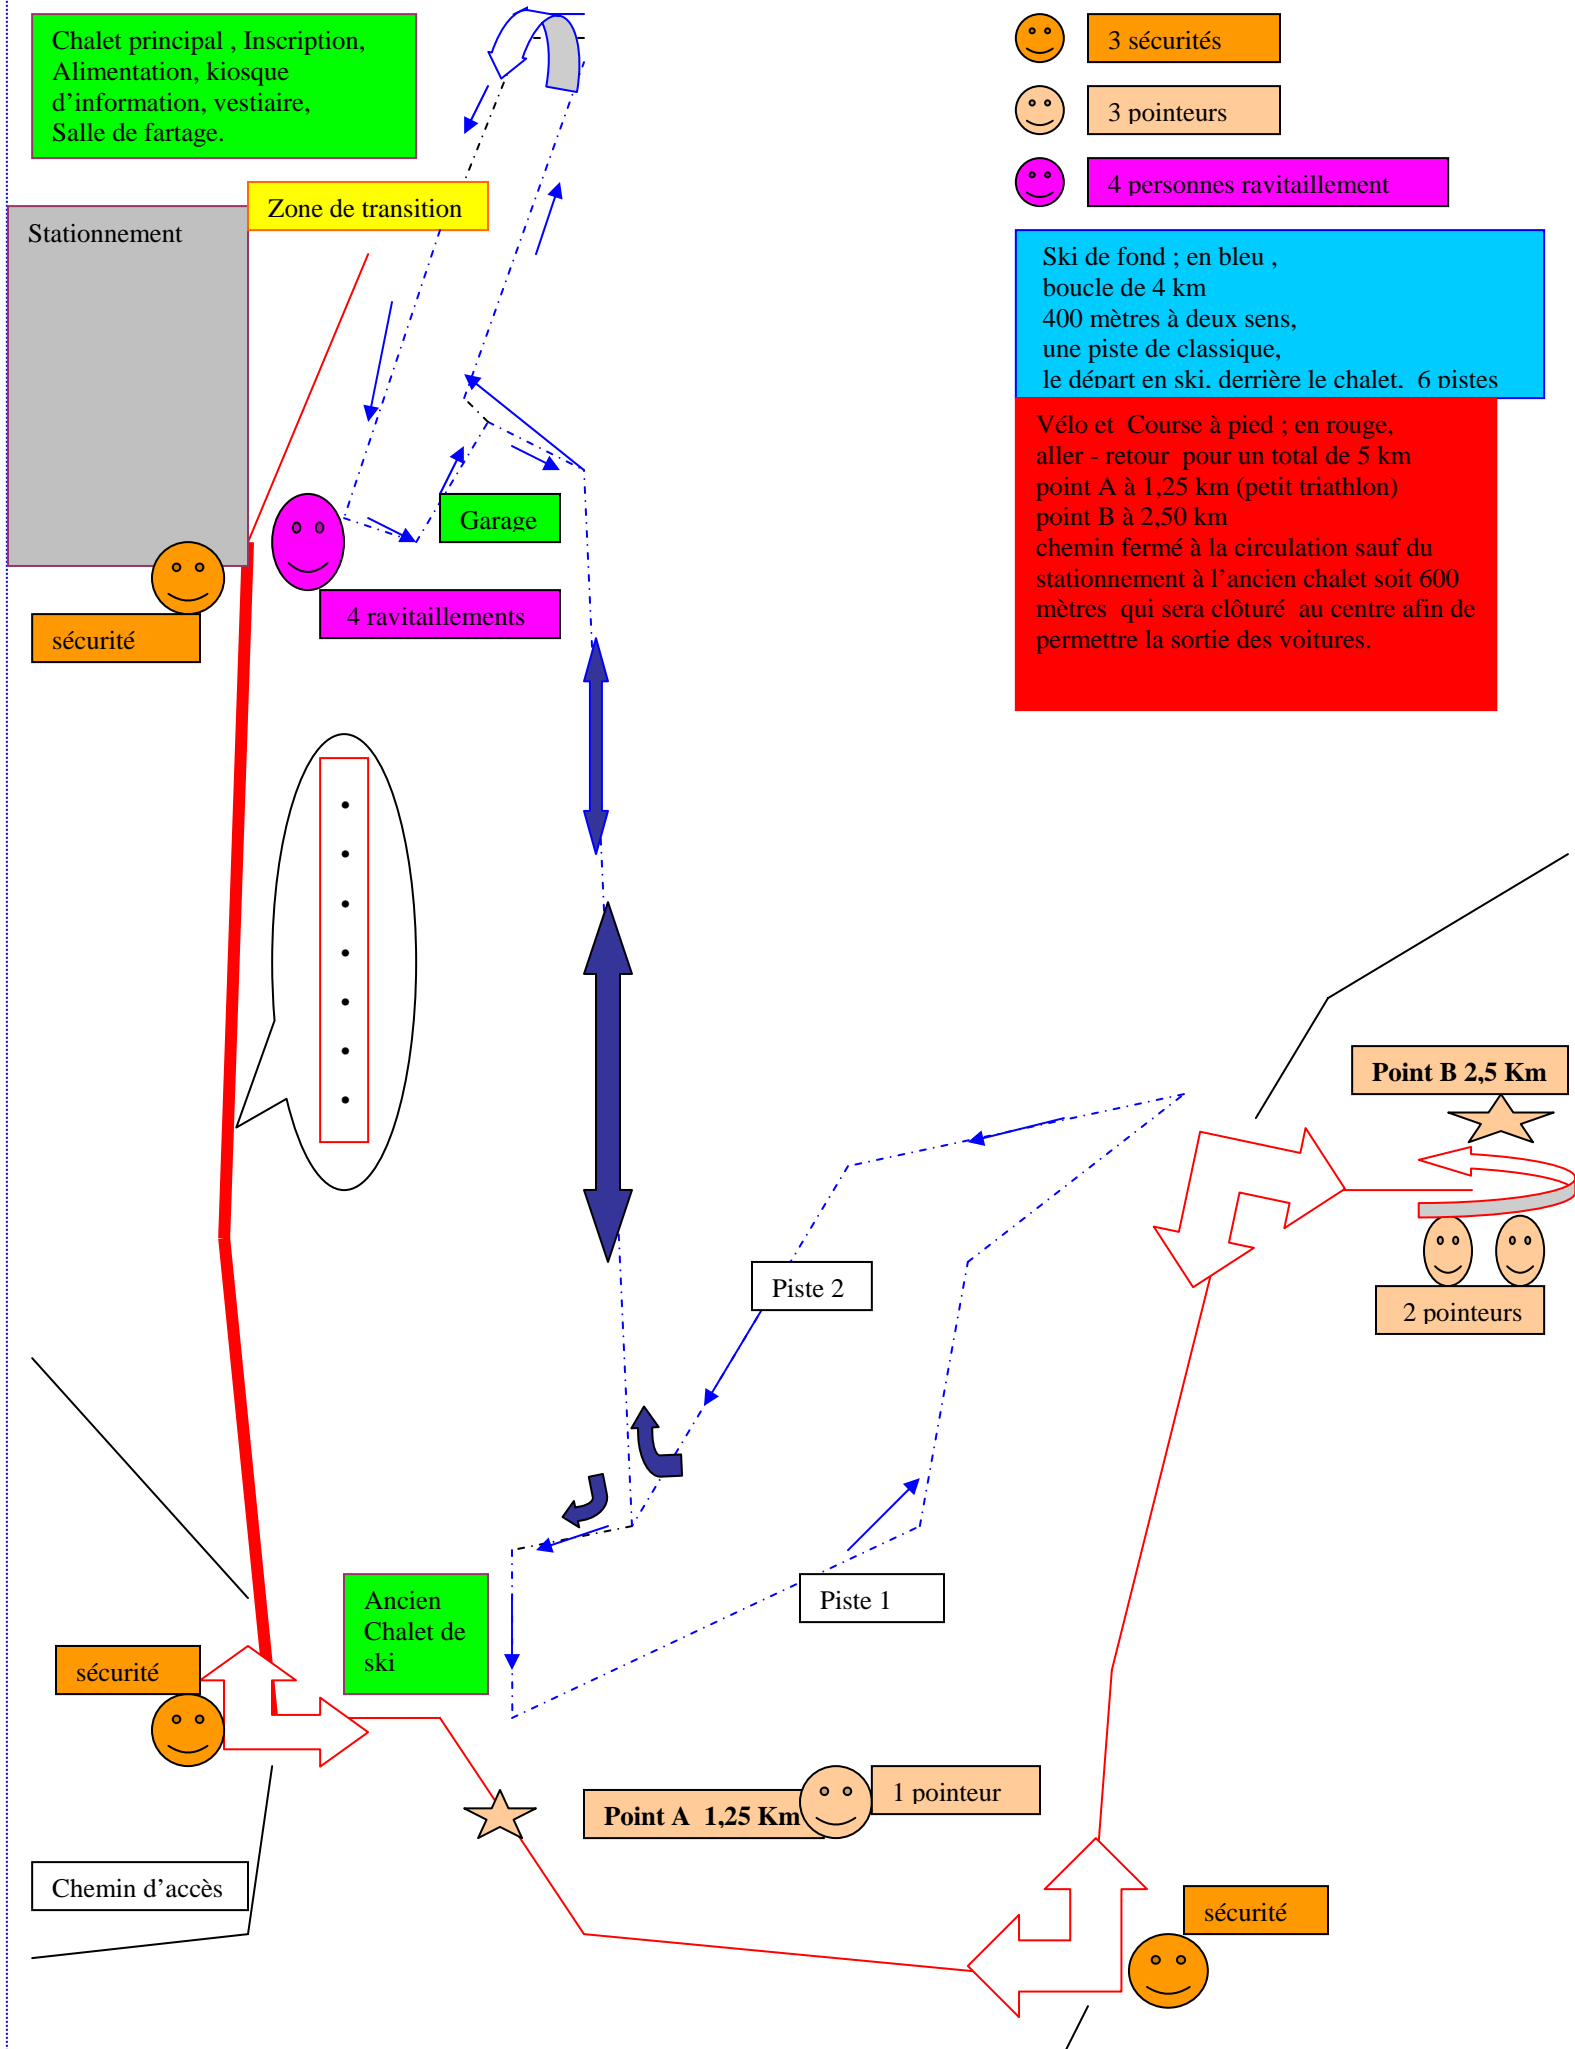 Chalet principal , Inscription,
Alimentation, kiosque
d’information, vestiaire,
Salle de fartage.
3 sécurités
3 pointeurs
4 personnes ravitaillement
Zone de transition
Stationnement
Ski de fond ; en bleu ,
boucle de 4 km
400 mètres à deux sens,
une piste de classique,
le départ en ski, derrière le chalet, 6 pistes
Vélo et Course à pied ; en rouge,
aller - retour pour un total de 5 km
point A à 1,25 km (petit triathlon)
point B à 2,50 km
chemin fermé à la circulation sauf du
stationnement à l’ancien chalet soit 600
mètres qui sera clôturé au centre afin de
permettre la sortie des voitures.
Garage
4 ravitaillements
sécurité
Point B 2,5 Km
2 pointeurs
Piste 2
Piste 1
Ancien
Chalet de
ski
sécurité
Point A 1,25 Km
1 pointeur
Chemin d’accès
sécurité